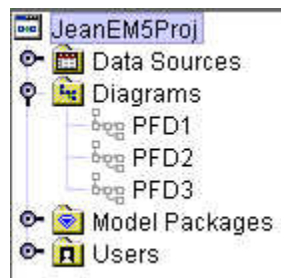 JeanEM5Proj
Data Sources
Diagrams
PFD1
PFD2
PFD3
Model Packages
Users